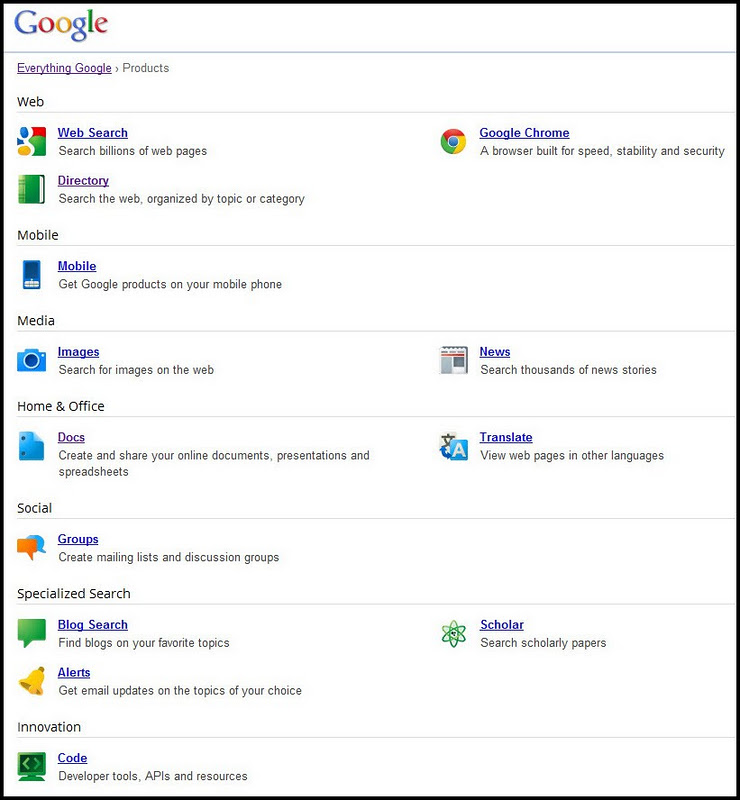 Google
Everything Google › Products
Web
Web Search
Search billions of web pages
Google Chrome
A browser built for speed, stability and security
Directory
Search the web, organized by topic or category
Mobile
Mobile
Get Google products on your mobile phone
Media
Images
Search for images on the web
News
Search thousands of news stories
Home & Office
Docs
Create and share your online documents, presentations and
spreadsheets
文A
Translate
View web pages in other languages
Social
Groups
Create mailing lists and discussion groups
Specialized Search
Blog Search
Find blogs on your favorite topics
Scholar
Search scholarly papers
Alerts
Get email updates on the topics of your choice
Innovation
Code
Developer tools, APIs and resources